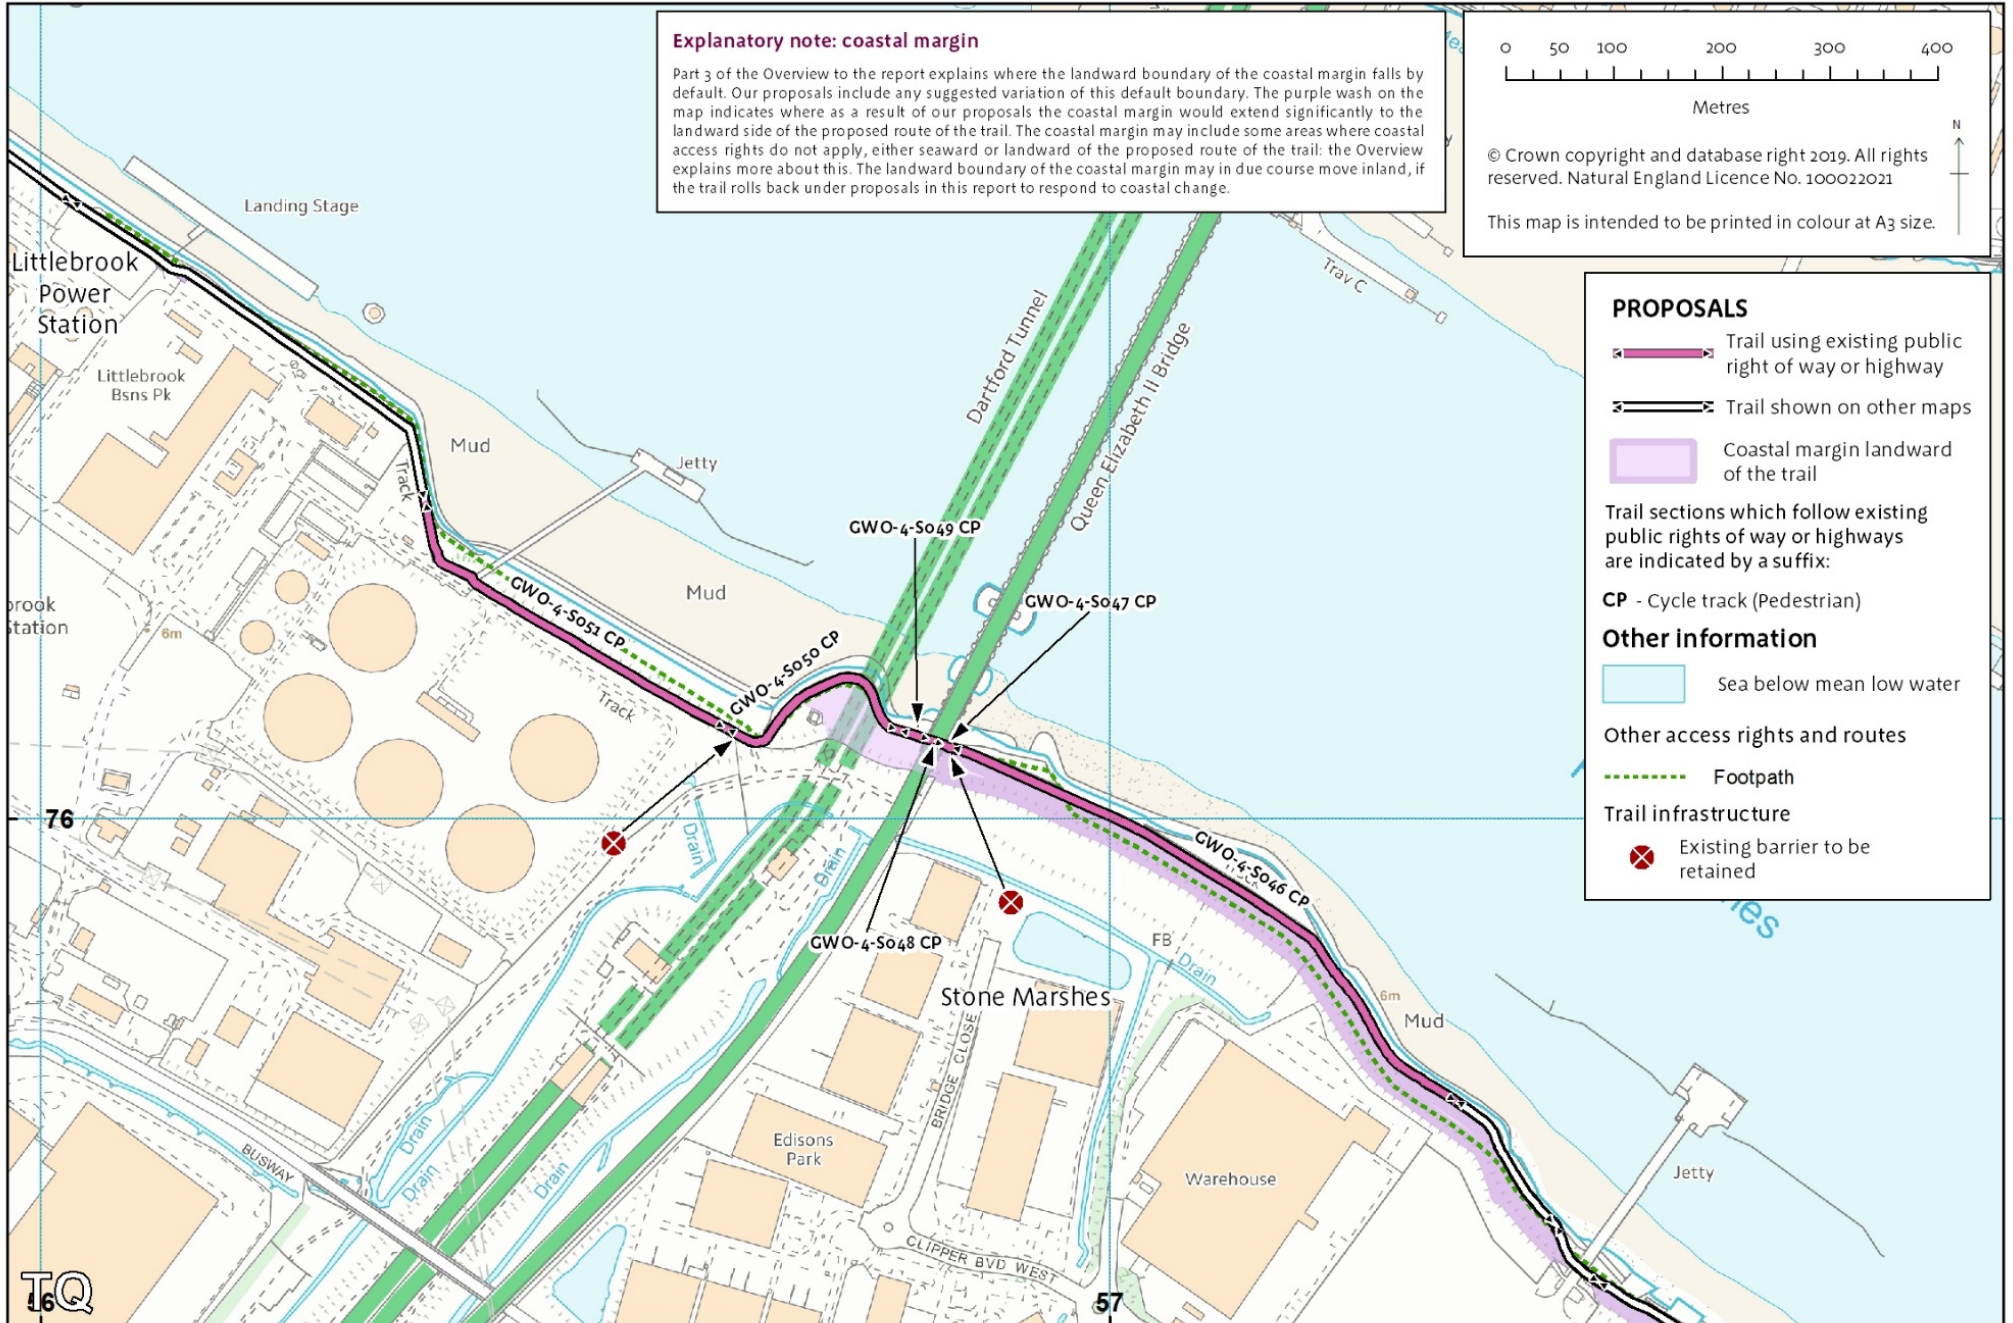 Explanatory note: coastal margin
Part 3 of the Overview to the report explains where the landward boundary of the coastal margin falls by
default. Our proposals include any suggested variation of this default boundary. The purple wash on the
map indicates where as a result of our proposals the coastal margin would extend significantly to the
landward side of the proposed route of the trail. The coastal margin may include some areas where coastal
access rights do not apply, either seaward or landward of the proposed route of the trail: the Overview
explains more about this. The landward boundary of the coastal margin may in due course move inland, if
the trail rolls back under proposals in this report to respond to coastal change.
0 50 100 200 300 400
Metres
N
© Crown copyright and database right 2019. All rights
reserved. Natural England Licence No. 100022021
This map is intended to be printed in colour at A3 size.
PROPOSALS
Trail using existing public
right of way or highway
Trail shown on other maps
Coastal margin landward
of the trail
Trail sections which follow existing
public rights of way or highways
are indicated by a suffix:
CP - Cycle track (Pedestrian)
Other information
Sea below mean low water
Other access rights and routes
Footpath
Trail infrastructure
Existing barrier to be
retained
Landing Stage
Littlebrook
Power
Station
Littlebrook
Bsns Pk
Trav C
Dartford Tunnel
Queen Elizabeth II Bridge
Mud
Jetty
Track
GWO-4-S049 CP
Mud
GWO-4-S047 CP
brook
Station
6m
GWO-4-S051 CP
GWO-4-S050 CP
Track
76
Drain
Drain
GWO-4-S046 CP
GWO-4-S048 CP
FB
Drain
Stone Marshes
6m
Mud
BRIDGE CLOSE
Drain
Drain
Drain
BUSWAY
Edisons
Park
Warehouse
Jetty
CLIPPER BVD WEST
TQ
56
57